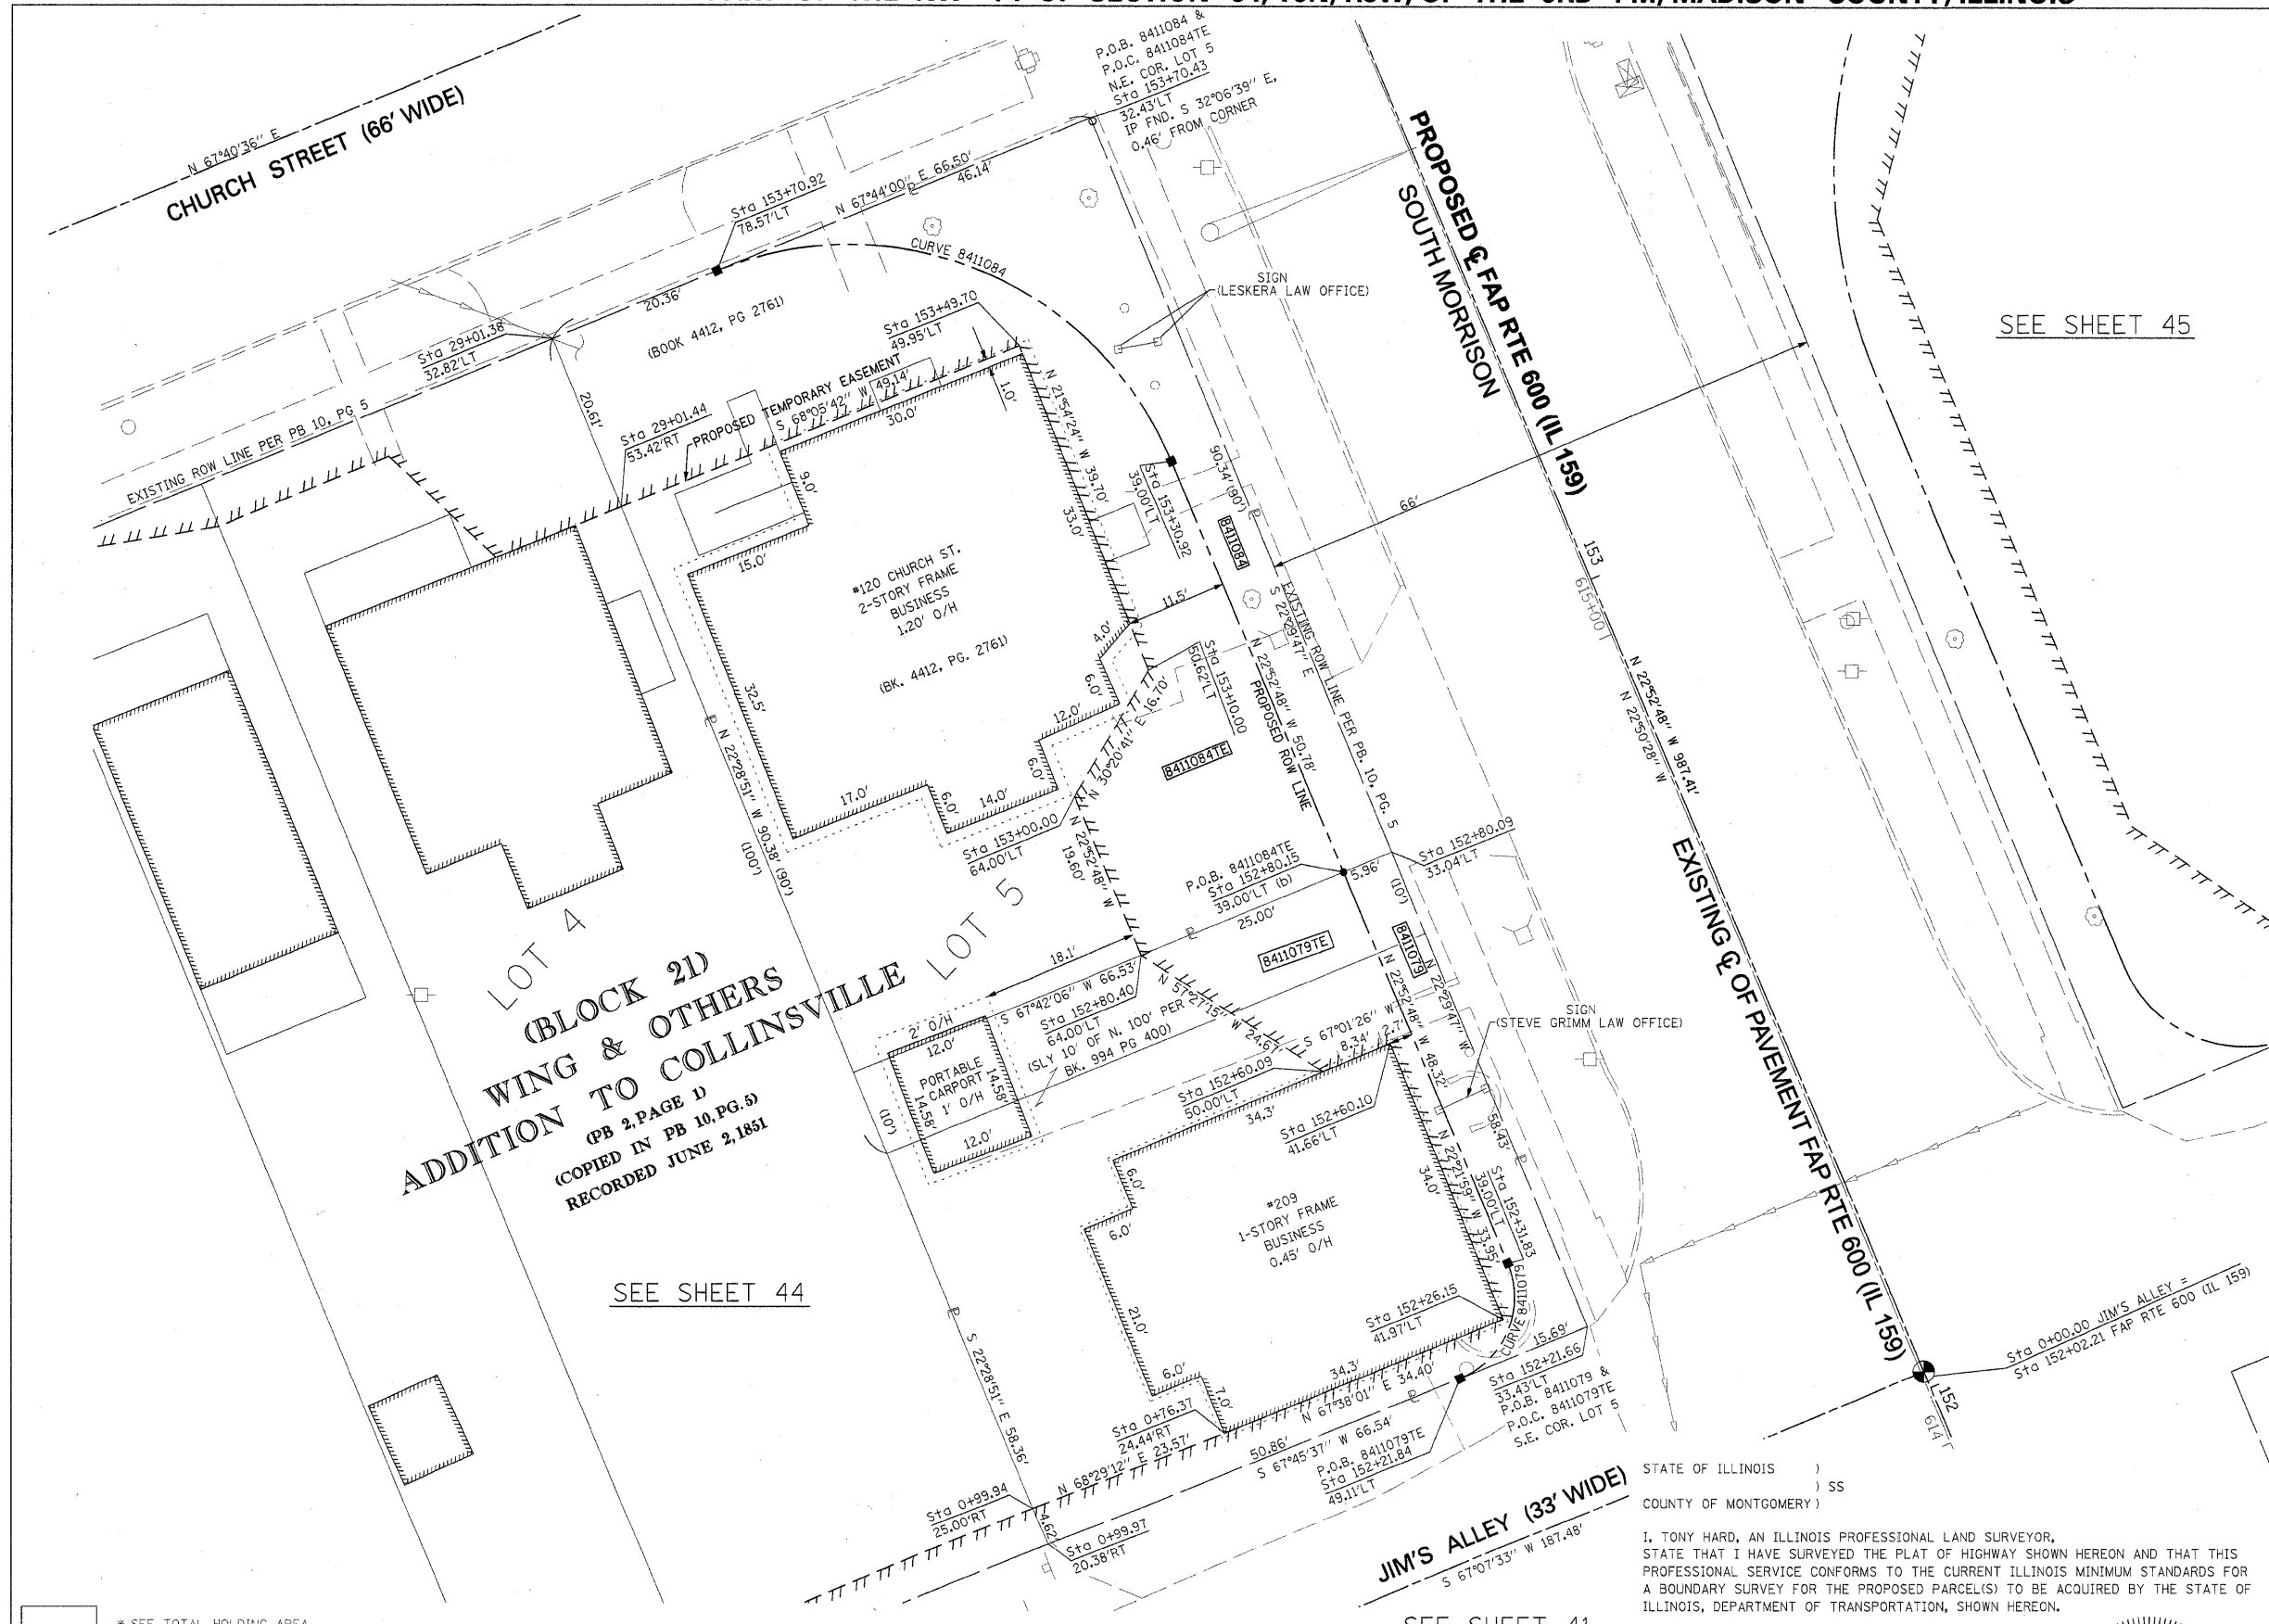 N 67°40'36" E
CHURCH STREET (66' WIDE)
P.O.B. 8411084 &
P.O.C. 8411084TE
N.E. COR. LOT 5
Sta 153+70.43
32.43'LT
IP FND. S 32°06'39" E,
0.46' FROM CORNER
Sta 153+70.92
78.57'LT
N 67°44'00" E 66.50'
46.14'
CURVE 8411084
20.36'
(BOOK 4412, PG 2761)
SIGN
(LESKERA LAW OFFICE)
PROPOSED ℄ FAP RTE 600 (IL 159)
SOUTH MORRISON
SEE SHEET 45
Sta 29+01.38
32.82'LT
EXISTING ROW LINE PER PB 10, PG 5
20.61'
Sta 29+01.44
53.42'RT
PROPOSED TEMPORARY EASEMENT
S 68°05'42" W 49.14'
Sta 153+49.70
49.95'LT
30.0'
1.0'
N 21°54'24" W 39.70'
33.0'
9.0'
15.0'
#120 CHURCH ST.
2-STORY FRAME
BUSINESS
1.20' O/H
(BK. 4412, PG. 2761)
32.5'
17.0'
6.0'
14.0'
6.0'
12.0'
6.0'
4.0'
11.5'
Sta 153+30.92
39.00'LT
90.34' (90')
8411084
66'
EXISTING ROW LINE PER PB. 10, PG. 5
S 22°29'47" E
N 22°52'48" W 50.78'
PROPOSED ROW LINE
Sta 153+10.00
50.62'LT
N 30°20'41" E 16.70'
8411084TE
Sta 153+00.00
64.00'LT
N 22°52'48" W
19.60'
153
615+00
N 22°52'48" W 987.41'
N 22°50'28" W
EXISTING ℄ OF PAVEMENT FAP RTE 600 (IL 159)
N 22°28'51" W 90.38' (90')
(100')
LOT 4
LOT 5
(BLOCK 21)
WING & OTHERS
ADDITION TO COLLINSVILLE
(PB 2, PAGE 1)
(COPIED IN PB 10, PG. 5)
RECORDED JUNE 2, 1851
P.O.B. 8411084TE
Sta 152+80.15
39.00'LT (b)
25.00'
5.96'
(10')
Sta 152+80.09
33.04'LT
8411079TE
8411079
18.1'
S 67°42'06" W 66.53'
Sta 152+80.40
64.00'LT
(SLY 10' OF N. 100' PER
BK. 994 PG 400)
N 57°27'15" W 24.67'
2' O/H
12.0'
PORTABLE
CARPORT
1' O/H
14.58'
14.58'
12.0'
(10')
S 67°01'26" W
8.34'
2.7'
Sta 152+60.09
50.00'LT
34.3'
Sta 152+60.10
41.66'LT
N 22°52'48" W 48.32'
N 22°29'47" W
58.43'
SIGN
(STEVE GRIMM LAW OFFICE)
6.0'
6.0'
21.0'
6.0'
7.0'
#209
1-STORY FRAME
BUSINESS
0.45' O/H
34.0'
N 22°21'59" W 33.95'
Sta 152+31.83
39.00'LT
CURVE 8411079
Sta 152+26.15
41.97'LT
34.3'
N 67°38'01" E 34.40'
15.69'
Sta 152+21.66
33.43'LT
P.O.B. 8411079 &
P.O.C. 8411079TE
S.E. COR. LOT 5
SEE SHEET 44
S 22°28'51" E 58.36'
Sta 0+76.37
24.44'RT
N 68°29'12" E 23.57'
50.86'
S 67°45'37" W 66.54'
P.O.B. 8411079TE
Sta 152+21.84
49.11'LT
Sta 0+99.94
25.00'RT
4.62'
Sta 0+99.97
20.38'RT
Sta 0+00.00 JIM'S ALLEY =
Sta 152+02.21 FAP RTE 600 (IL 159)
152
614
JIM'S ALLEY (33' WIDE)
S 67°07'33" W 187.48'
STATE OF ILLINOIS )
) SS
COUNTY OF MONTGOMERY )
I, TONY HARD, AN ILLINOIS PROFESSIONAL LAND SURVEYOR,
STATE THAT I HAVE SURVEYED THE PLAT OF HIGHWAY SHOWN HEREON AND THAT THIS
PROFESSIONAL SERVICE CONFORMS TO THE CURRENT ILLINOIS MINIMUM STANDARDS FOR
A BOUNDARY SURVEY FOR THE PROPOSED PARCEL(S) TO BE ACQUIRED BY THE STATE OF
ILLINOIS, DEPARTMENT OF TRANSPORTATION, SHOWN HEREON.